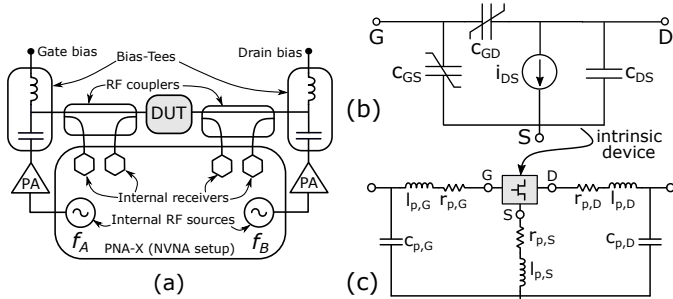 Gate bias
Drain bias
Bias-Tees
RF couplers
DUT
PA
PA
Internal receivers
Internal RF sources
f_A
f_B
PNA-X (NVNA setup)
(a)
G
D
c_GD
c_GS
i_DS
c_DS
S
(b)
intrinsic
device
G
D
l_p,G
r_p,G
r_p,D
l_p,D
S
r_p,S
c_p,G
c_p,D
l_p,S
(c)